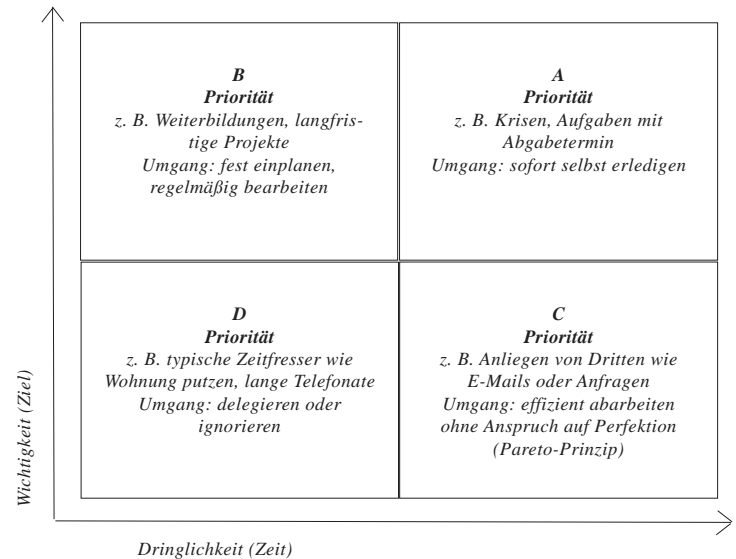 B
Priorität
z. B. Weiterbildungen, langfris-
tige Projekte
Umgang: fest einplanen,
regelmäßig bearbeiten
A
Priorität
z. B. Krisen, Aufgaben mit
Abgabetermin
Umgang: sofort selbst erledigen
D
Priorität
z. B. typische Zeitfresser wie
Wohnung putzen, lange Telefonate
Umgang: delegieren oder
ignorieren
C
Priorität
z. B. Anliegen von Dritten wie
E-Mails oder Anfragen
Umgang: effizient abarbeiten
ohne Anspruch auf Perfektion
(Pareto-Prinzip)
Wichtigkeit (Ziel)
Dringlichkeit (Zeit)